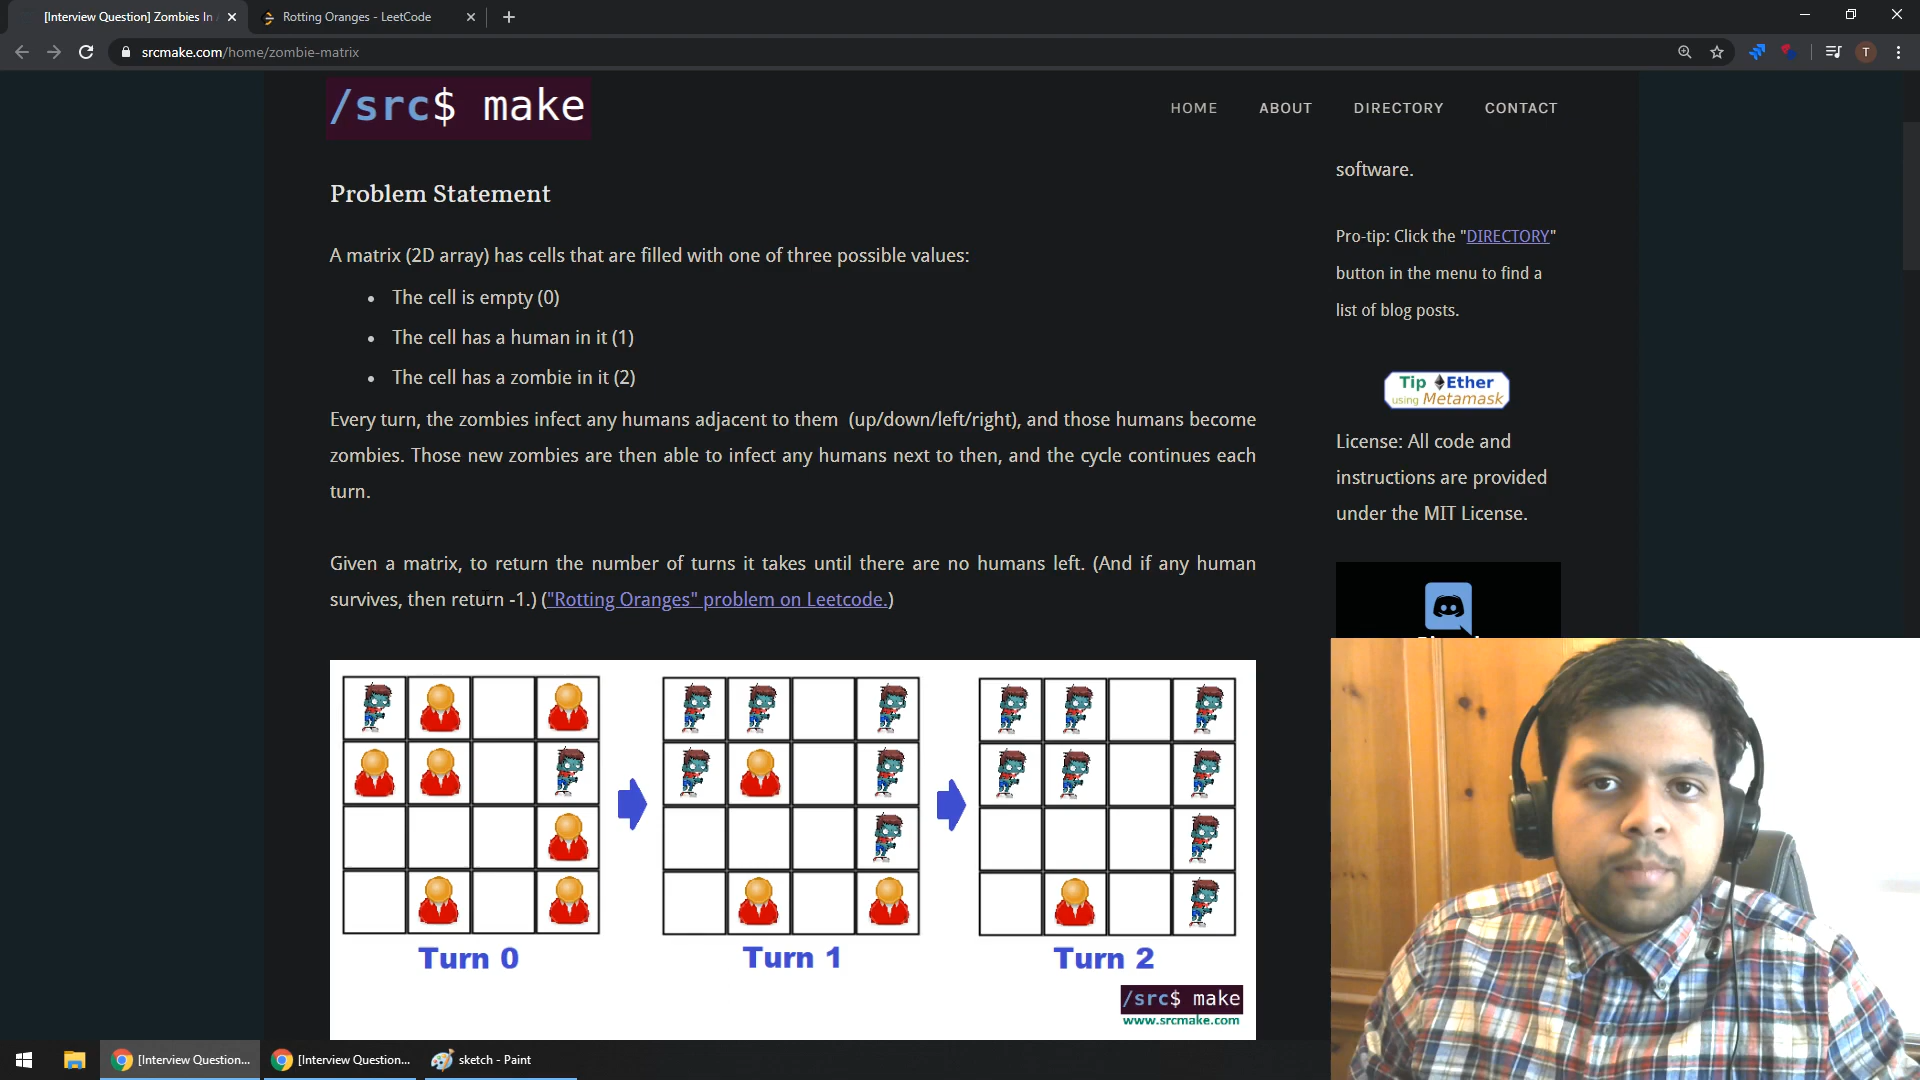 [Interview Question] Zombies In
Rotting Oranges - LeetCode
srcmake.com/home/zombie-matrix
T
/src$ make
HOME ABOUT DIRECTORY CONTACT
Problem Statement
A matrix (2D array) has cells that are filled with one of three possible values:
• The cell is empty (0)
• The cell has a human in it (1)
• The cell has a zombie in it (2)
Every turn, the zombies infect any humans adjacent to them (up/down/left/right), and those humans become
zombies. Those new zombies are then able to infect any humans next to then, and the cycle continues each
turn.
Given a matrix, to return the number of turns it takes until there are no humans left. (And if any human
survives, then return -1.) ("Rotting Oranges" problem on Leetcode.)
Turn 0
Turn 1
Turn 2
/src$ make
www.srcmake.com
software.
Pro-tip: Click the "DIRECTORY"
button in the menu to find a
list of blog posts.
Tip Ether
using Metamask
License: All code and
instructions are provided
under the MIT License.
[Interview Question...
[Interview Question...
sketch - Paint